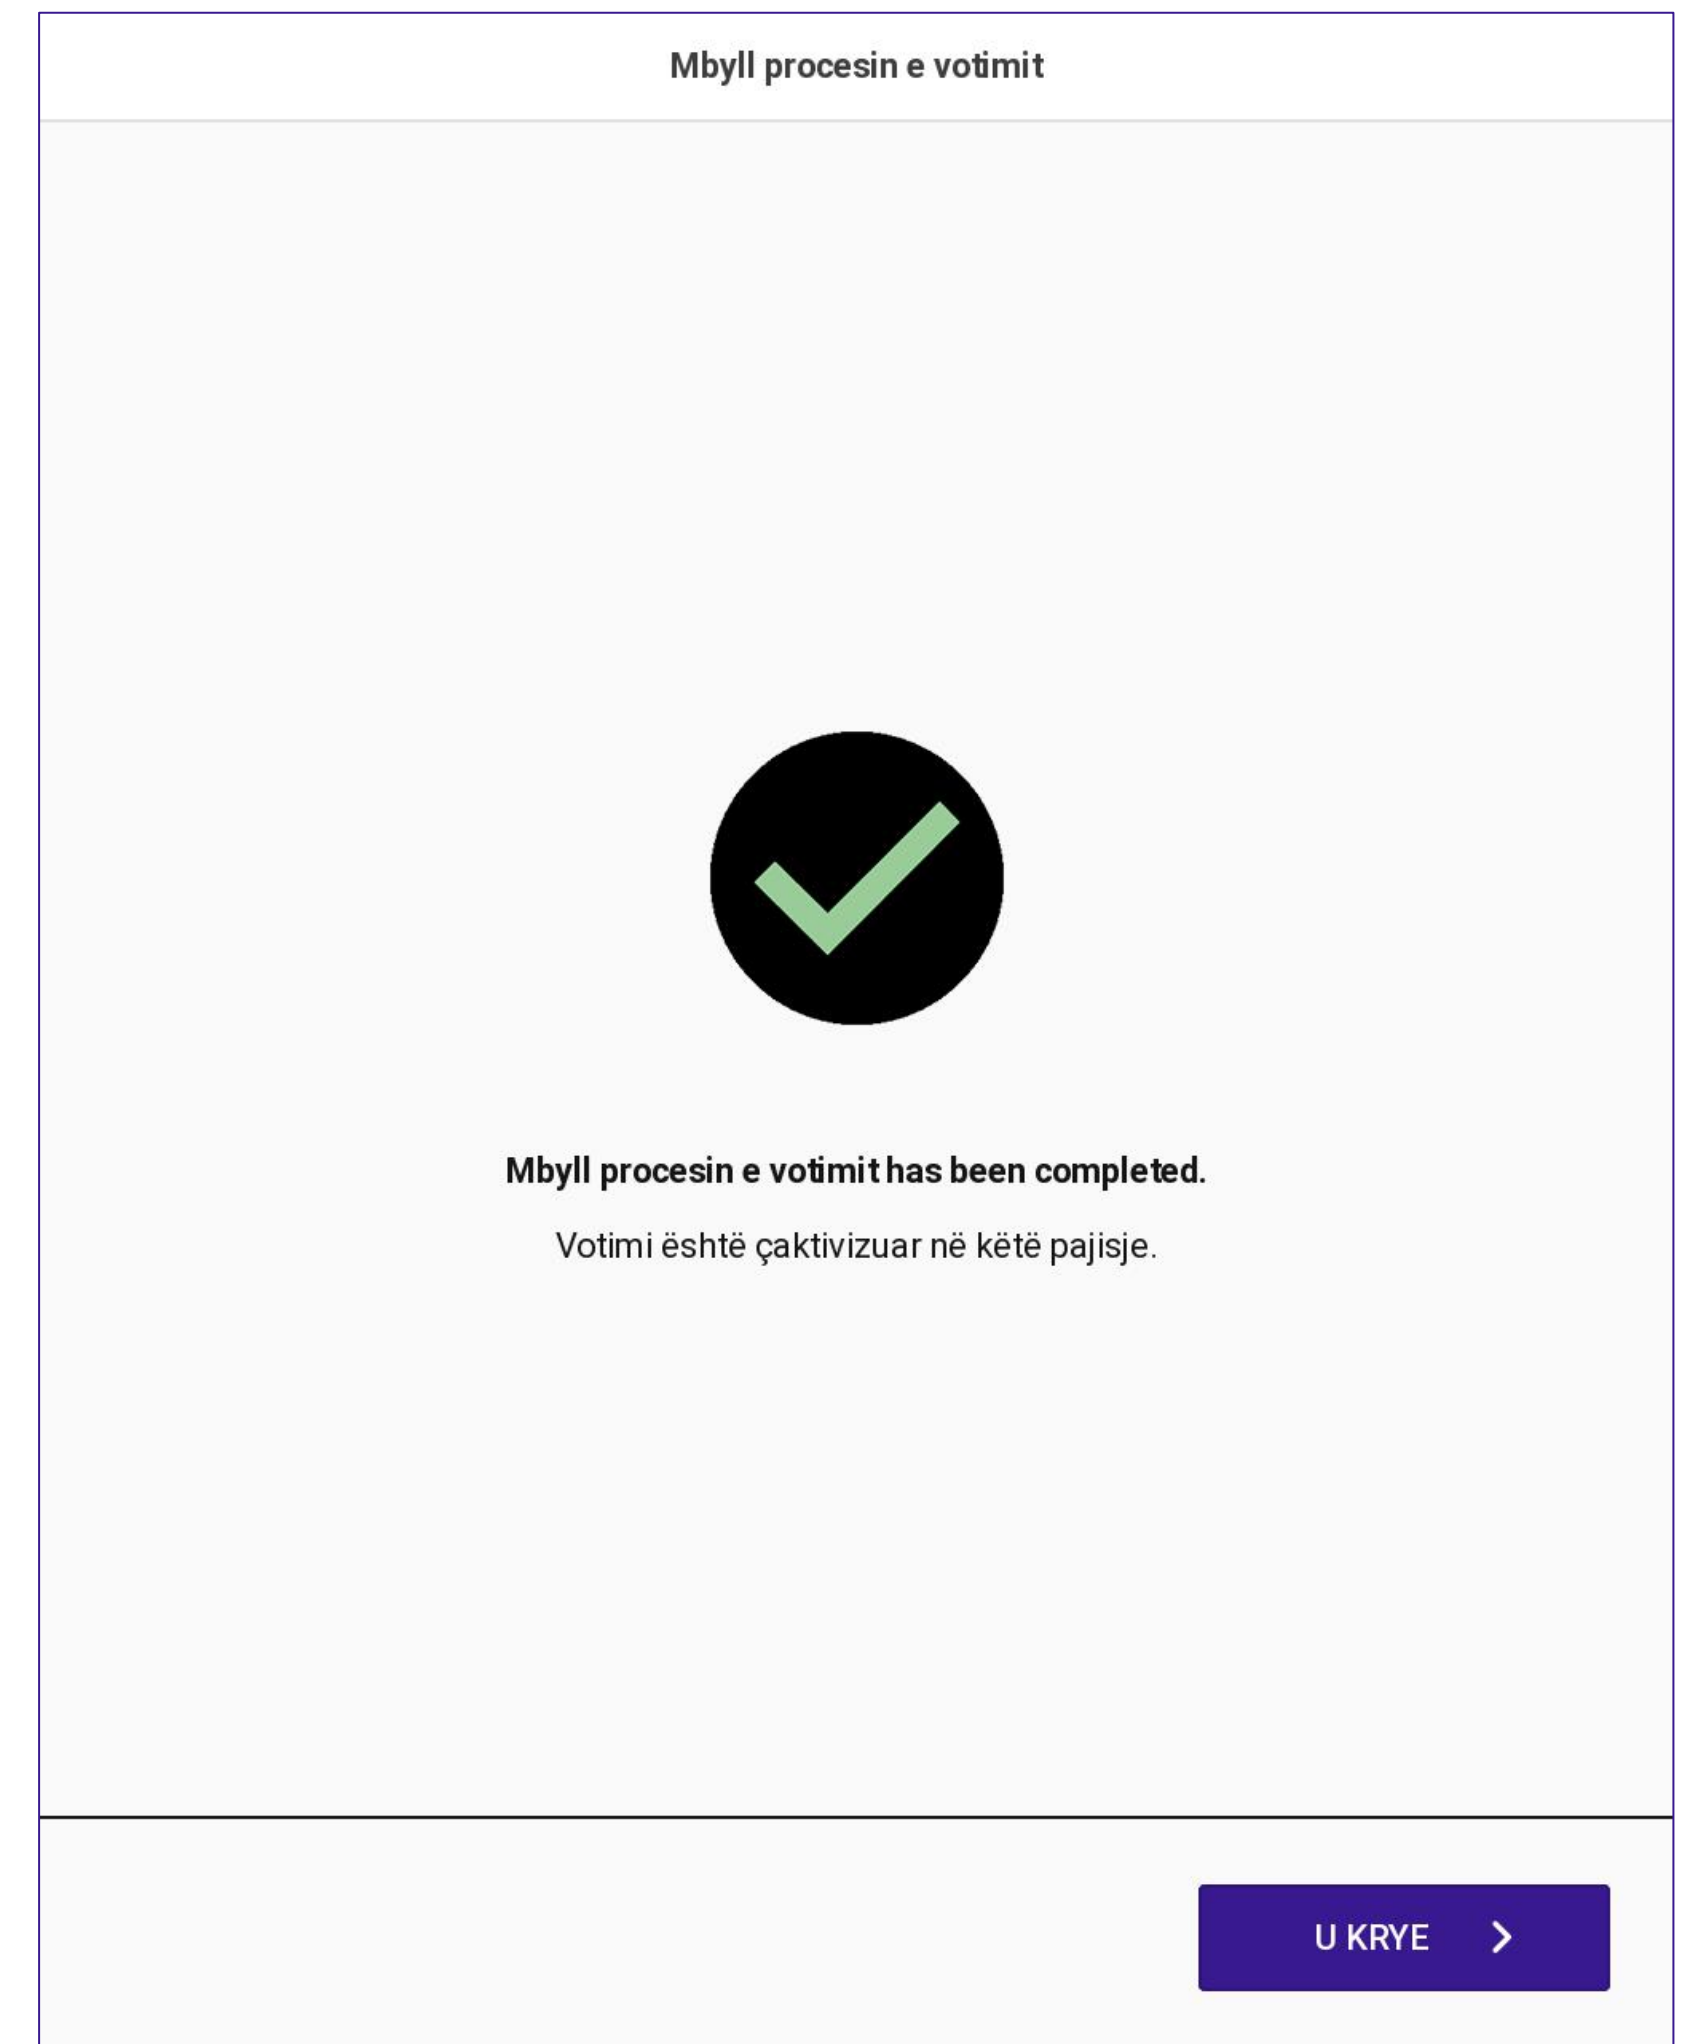 Mbyll procesin e votimit
Mbyll procesin e votimit has been completed.
Votimi është çaktivizuar në këtë pajisje.
U KRYE